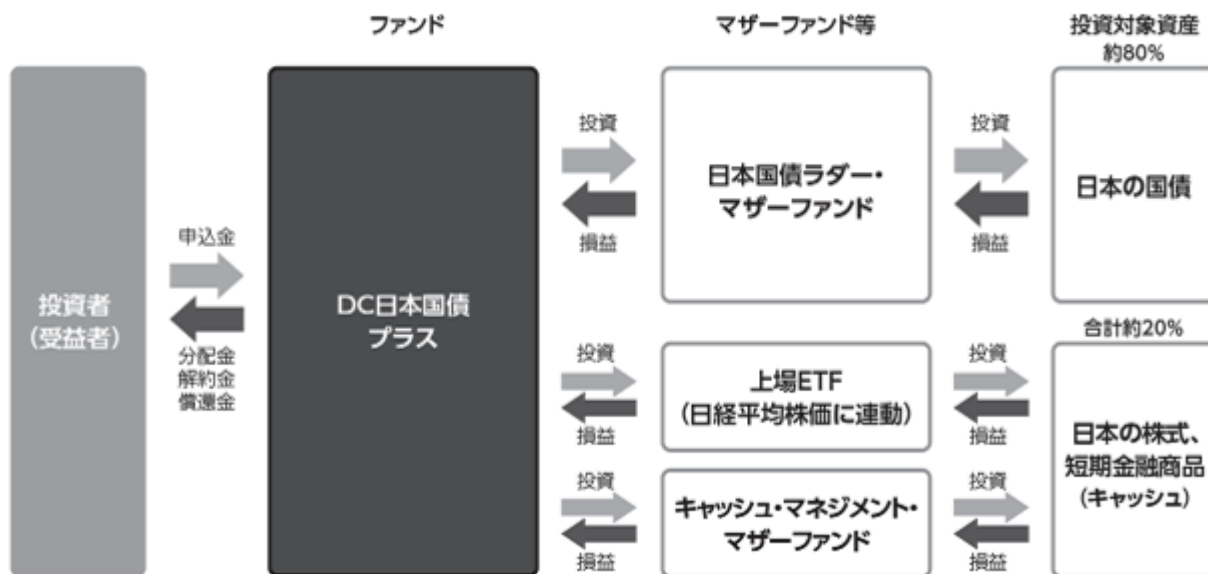 ファンド
マザーファンド等
投資対象資産
約80%
投資者
(受益者)
申込金
分配金
解約金
償還金
DC日本国債
プラス
投資
損益
日本国債ラダー・
マザーファンド
投資
損益
日本の国債
合計約20%
投資
損益
上場ETF
(日経平均株価に連動)
投資
損益
日本の株式、
短期金融商品
(キャッシュ)
投資
損益
キャッシュ・マネジメント・
マザーファンド
投資
損益